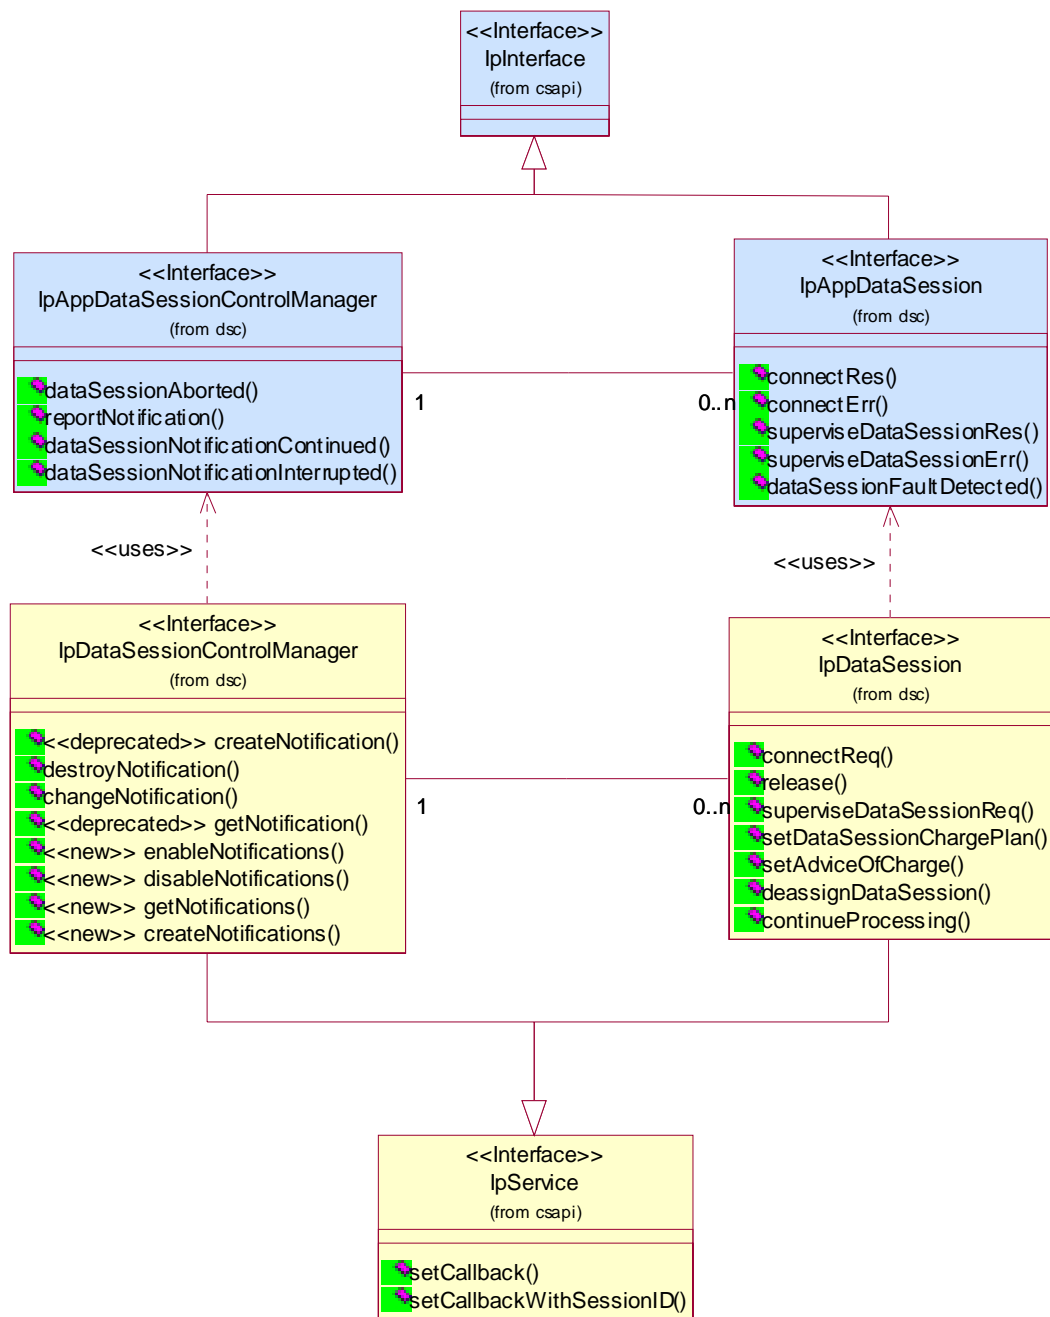 <<Interface>>
IpInterface
(from csapi)
<<Interface>>
IpAppDataSessionControlManager
(from dsc)
dataSessionAborted()
reportNotification()
dataSessionNotificationContinued()
dataSessionNotificationInterrupted()
<<Interface>>
IpAppDataSession
(from dsc)
connectRes()
connectErr()
superviseDataSessionRes()
superviseDataSessionErr()
dataSessionFaultDetected()
1
0..n
<<uses>>
<<uses>>
<<Interface>>
IpDataSessionControlManager
(from dsc)
<<deprecated>> createNotification()
destroyNotification()
changeNotification()
<<deprecated>> getNotification()
<<new>> enableNotifications()
<<new>> disableNotifications()
<<new>> getNotifications()
<<new>> createNotifications()
<<Interface>>
IpDataSession
(from dsc)
connectReq()
release()
superviseDataSessionReq()
setDataSessionChargePlan()
setAdviceOfCharge()
deassignDataSession()
continueProcessing()
1
0..n
<<Interface>>
IpService
(from csapi)
setCallback()
setCallbackWithSessionID()